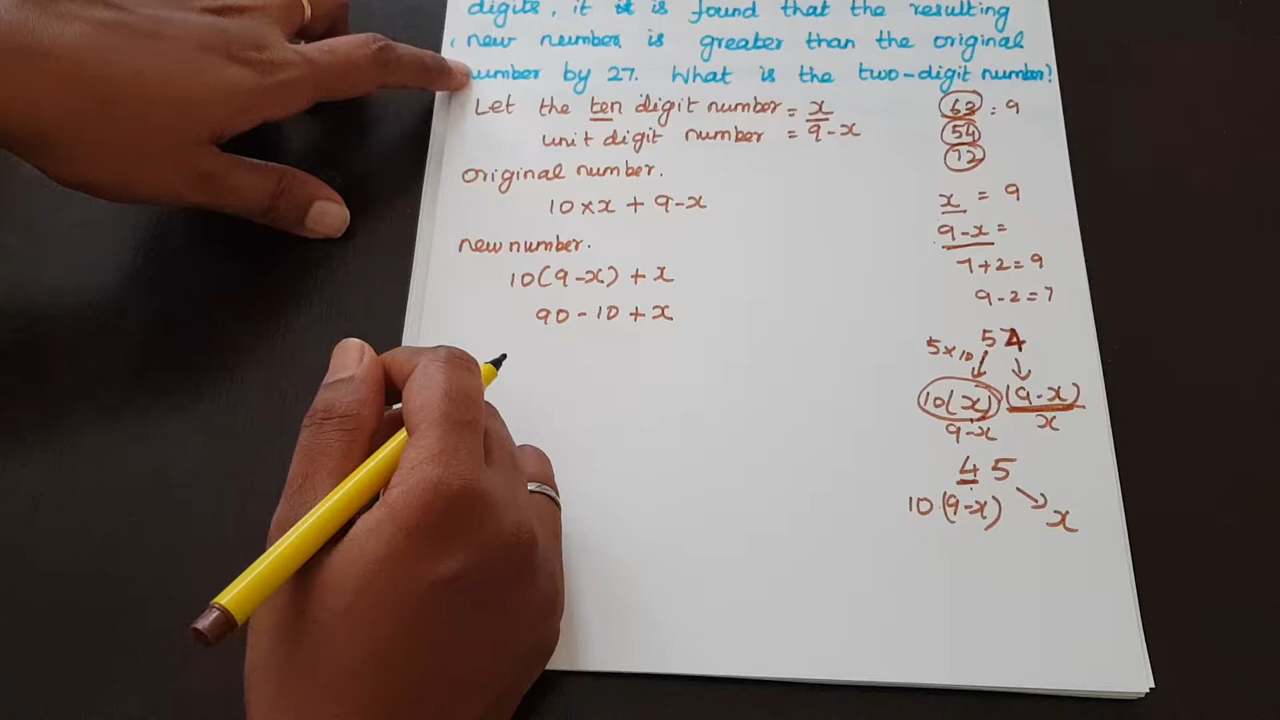 digits, it is is found that the resulting
new number is greater than the original
number by 27. What is the two-digit number?
Let the ten digit number = x
unit digit number = 9-x
original number.
10×x + 9-x
new number.
10(9-x) + x
90 - 10 + x
63 : 9
54
72
x = 9
9-x =
7+2=9
9-2=7
54
5×10
10(x) (9-x)
9-x x
45
10(9-x) x